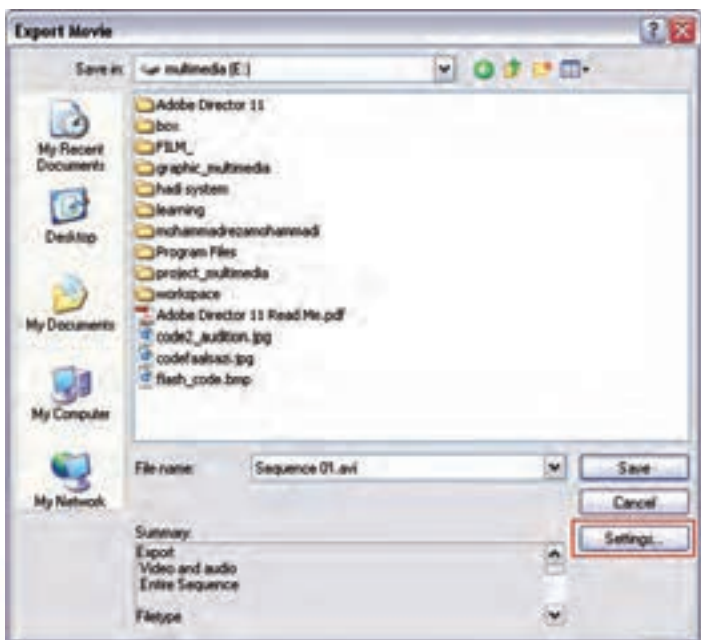 Export Movie
Save in:
multimedia (E:)
My Recent
Documents
Desktop
My Documents
My Computer
My Network
Adobe Director 11
box
FILM_
graphic_multimedia
hadi system
learning
mohammadrezamohammadi
Program Files
project_multimedia
workspace
Adobe Director 11 Read Me.pdf
code2_audition.jpg
codefaalsazi.jpg
flash_code.bmp
File name:
Sequence 01.avi
Save
Cancel
Settings...
Summary:
Export
Video and audio
Entire Sequence
Filetype